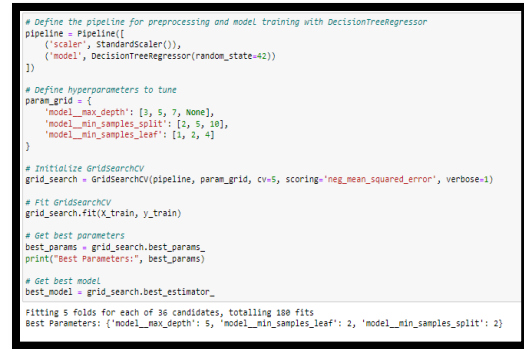 # Define the pipeline for preprocessing and model training with DecisionTreeRegressor
pipeline = Pipeline([
    ('scaler', StandardScaler()),
    ('model', DecisionTreeRegressor(random_state=42))
])
# Define hyperparameters to tune
param_grid = {
    'model__max_depth': [3, 5, 7, None],
    'model__min_samples_split': [2, 5, 10],
    'model__min_samples_leaf': [1, 2, 4]
}
# Initialize GridSearchCV
grid_search = GridSearchCV(pipeline, param_grid, cv=5, scoring='neg_mean_squared_error', verbose=1)
# Fit GridSearchCV
grid_search.fit(X_train, y_train)
# Get best parameters
best_params = grid_search.best_params_
print("Best Parameters:", best_params)
# Get best model
best_model = grid_search.best_estimator_
Fitting 5 folds for each of 36 candidates, totalling 180 fits
Best Parameters: {'model__max_depth': 5, 'model__min_samples_leaf': 2, 'model__min_samples_split': 2}